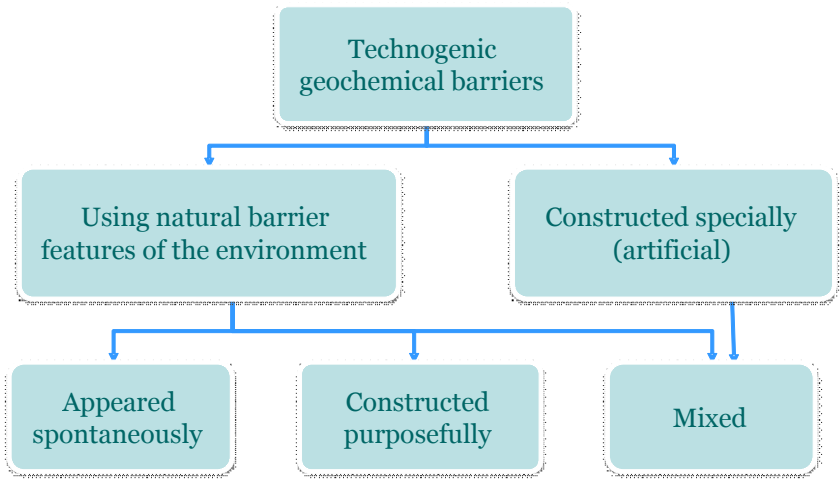 Technogenic
geochemical barriers
Using natural barrier
features of the environment
Constructed specially
(artificial)
Appeared
spontaneously
Constructed
purposefully
Mixed